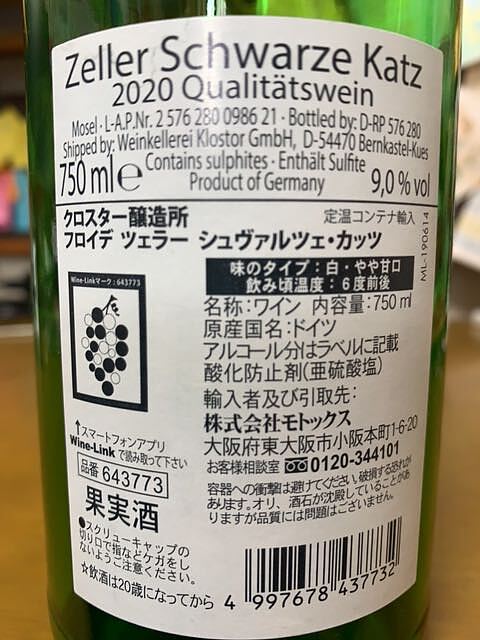 Zeller Schwarze Katz
2020 Qualitätswein
Mosel · L-A.P.Nr. 2 576 280 0986 21 · Bottled by: D-RP 576 280
Shipped by: Weinkellerei Klostor GmbH, D-54470 Bernkastel-Kues
750 ml ℮ Contains sulphites · Enthält Sulfite 9,0 % vol
Product of Germany
クロスター醸造所 定温コンテナ輸入
フロイデ ツェラー シュヴァルツェ・カッツ
ML-190614
味のタイプ：白・やや甘口
飲み頃温度：６度前後
Wine-Linkマーク：643773
名称：ワイン 内容量：750 ml
原産国名：ドイツ
アルコール分はラベルに記載
酸化防止剤(亜硫酸塩)
輸入者及び引取先：
株式会社モトックス
大阪府東大阪市小阪本町1-6-20
お客様相談室 0120-344101
↑スマートフォンアプリ
Wine-Link で読み取って下さい
品番 643773
果実酒
容器への衝撃は避けてください。破損する恐れが
あります。オリ、酒石が沈殿していることがあ
りますが品質には問題はございません。
●スクリューキャップの
切り口で指などケガをし
ないようご注意ください。
☆飲酒は20歳になってから
4 997678 437732